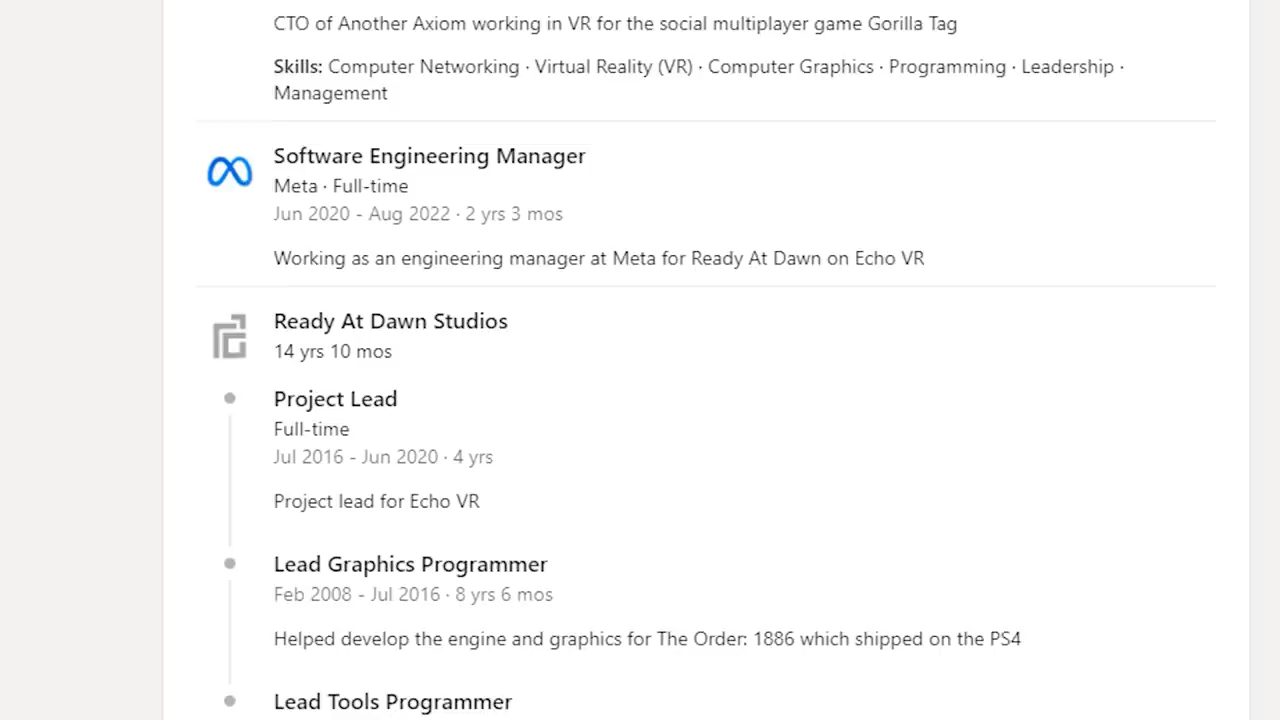 CTO of Another Axiom working in VR for the social multiplayer game Gorilla Tag
Skills: Computer Networking · Virtual Reality (VR) · Computer Graphics · Programming · Leadership ·
Management
Software Engineering Manager
Meta · Full-time
Jun 2020 - Aug 2022 · 2 yrs 3 mos
Working as an engineering manager at Meta for Ready At Dawn on Echo VR
Ready At Dawn Studios
14 yrs 10 mos
Project Lead
Full-time
Jul 2016 - Jun 2020 · 4 yrs
Project lead for Echo VR
Lead Graphics Programmer
Feb 2008 - Jul 2016 · 8 yrs 6 mos
Helped develop the engine and graphics for The Order: 1886 which shipped on the PS4
Lead Tools Programmer